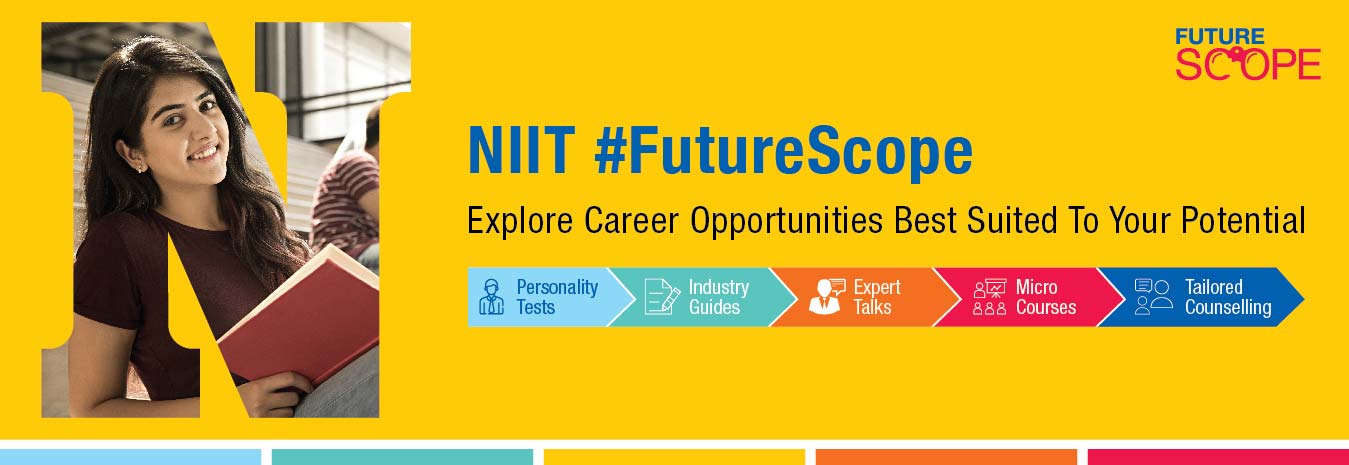 FUTURE
SCOPE
NIIT #FutureScope
Explore Career Opportunities Best Suited To Your Potential
Personality
Tests
Industry
Guides
Expert
Talks
Micro
Courses
Tailored
Counselling